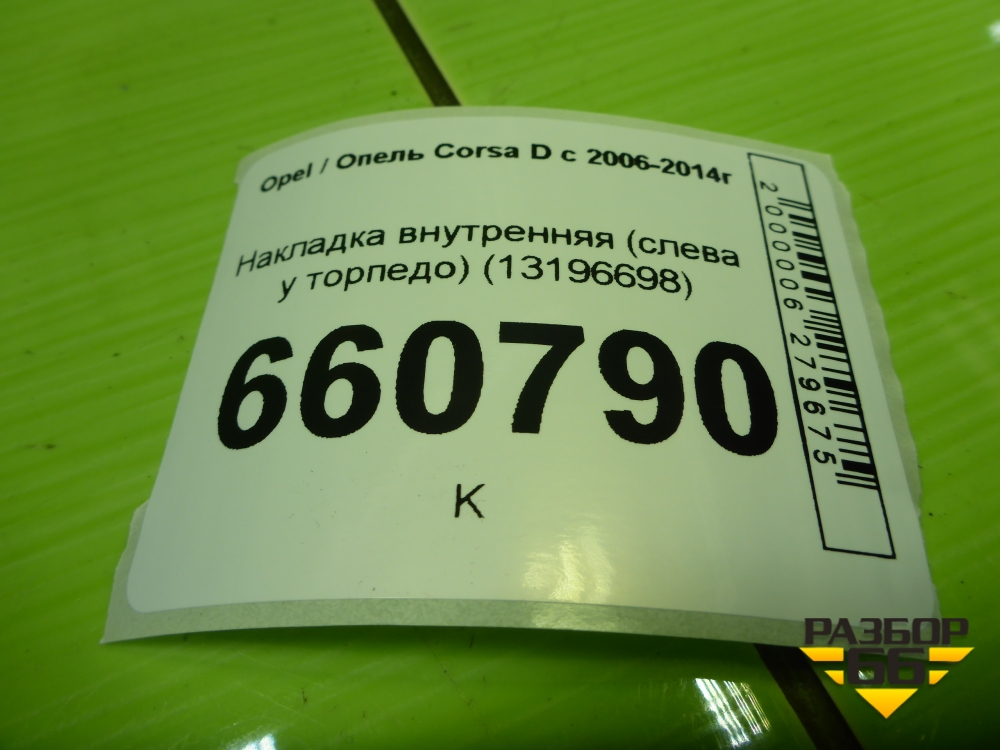 Opel / Опель Corsa D с 2006-2014г
Накладка внутренняя (слева
у торпедо) (13196698)
660790
К
2000006279675
РАЗБОР
66